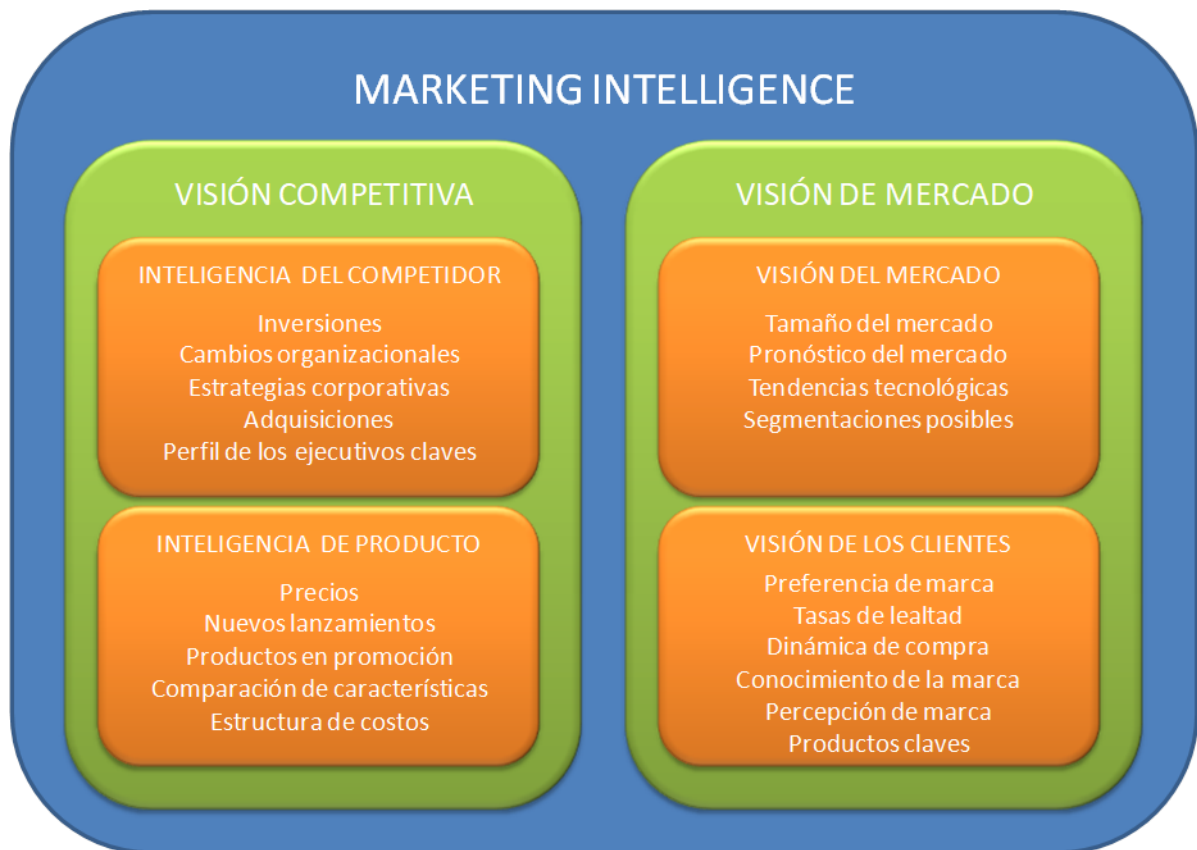 MARKETING INTELLIGENCE
VISIÓN COMPETITIVA
INTELIGENCIA DEL COMPETIDOR
Inversiones
Cambios organizacionales
Estrategias corporativas
Adquisiciones
Perfil de los ejecutivos claves
INTELIGENCIA DE PRODUCTO
Precios
Nuevos lanzamientos
Productos en promoción
Comparación de características
Estructura de costos
VISIÓN DE MERCADO
VISIÓN DEL MERCADO
Tamaño del mercado
Pronóstico del mercado
Tendencias tecnológicas
Segmentaciones posibles
VISIÓN DE LOS CLIENTES
Preferencia de marca
Tasas de lealtad
Dinámica de compra
Conocimiento de la marca
Percepción de marca
Productos claves